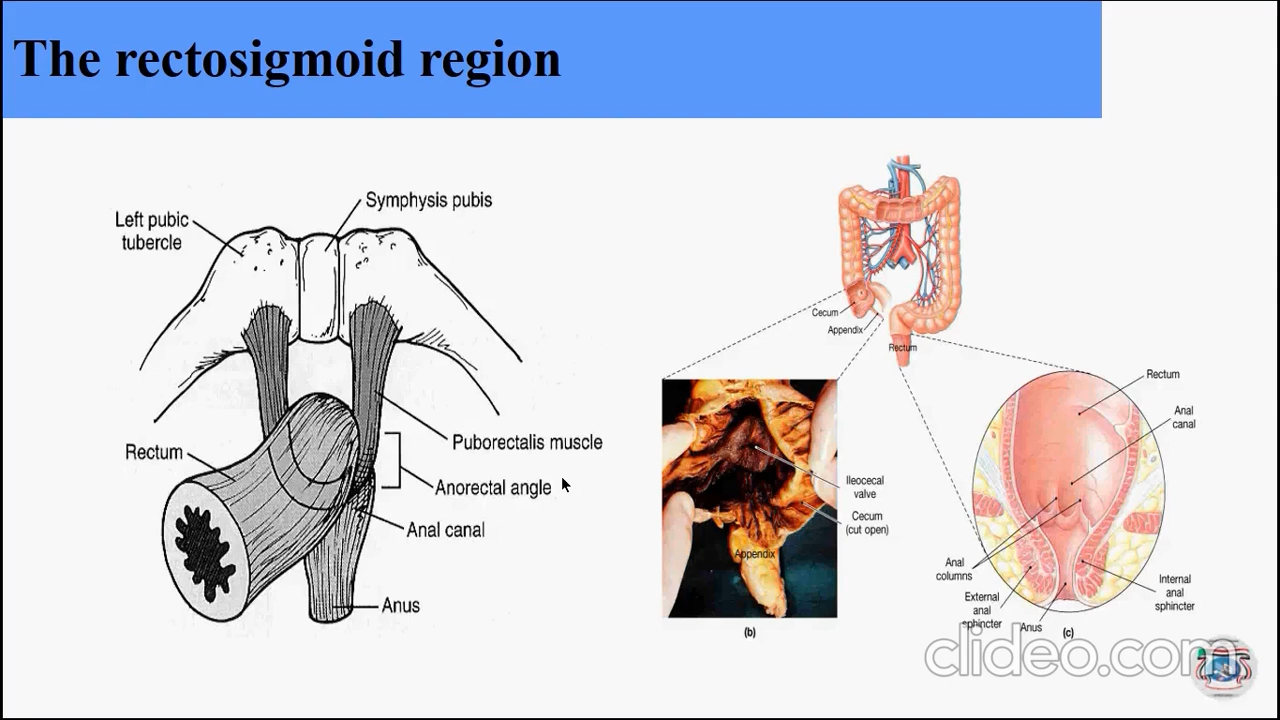 The rectosigmoid region
Symphysis pubis
Left pubic
tubercle
Rectum
Puborectalis muscle
Anorectal angle
Anal canal
Anus
Cecum
Appendix
Rectum
Rectum
Anal
canal
Ileocecal
valve
Cecum
(cut open)
Appendix
Anal
columns
External
anal
sphincter
Anus
Internal
anal
sphincter
(b)
(c)
clideo.com